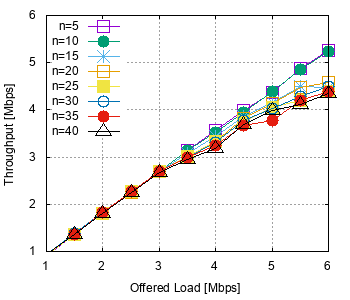 6
5
4
3
2
1
Throughput [Mbps]
n=5
n=10
n=15
n=20
n=25
n=30
n=35
n=40
1 2 3 4 5 6
Offered Load [Mbps]